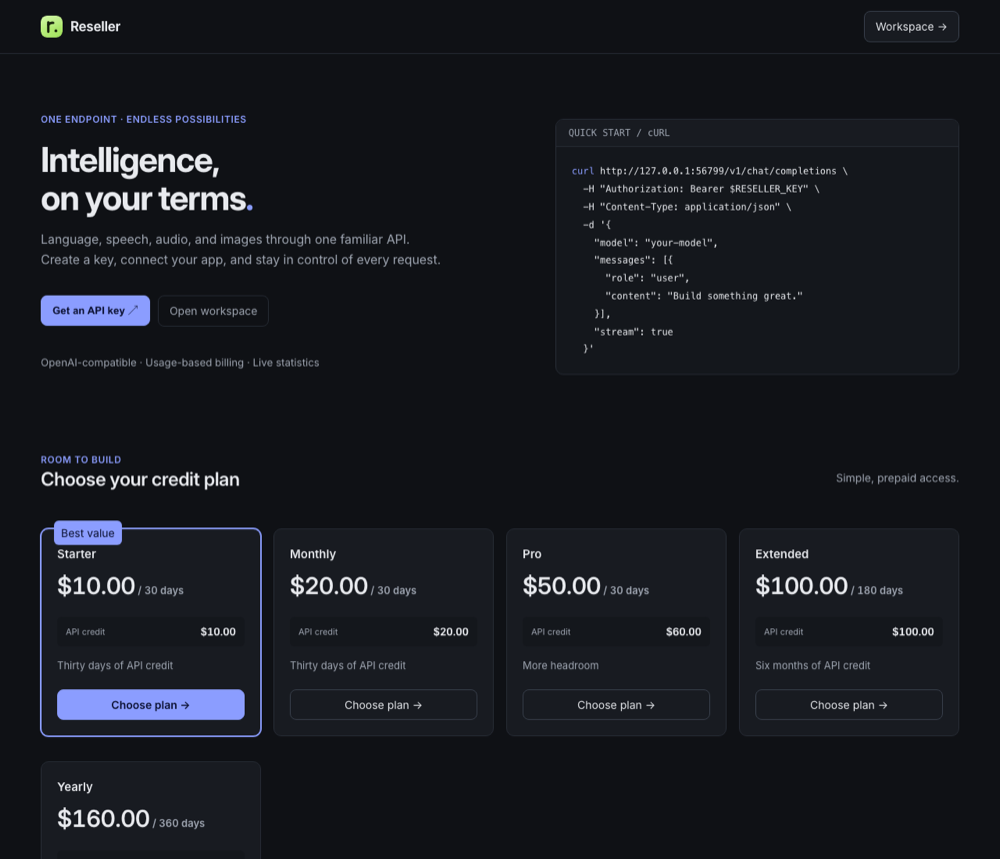 r. Reseller
Workspace →
ONE ENDPOINT · ENDLESS POSSIBILITIES
Intelligence,
on your terms.
Language, speech, audio, and images through one familiar API.
Create a key, connect your app, and stay in control of every request.
Get an API key ↗
Open workspace
OpenAI-compatible · Usage-based billing · Live statistics
QUICK START / cURL
curl http://127.0.0.1:56799/v1/chat/completions \
-H "Authorization: Bearer $RESELLER_KEY" \
-H "Content-Type: application/json" \
-d '{
"model": "your-model",
"messages": [{
"role": "user",
"content": "Build something great."
}],
"stream": true
}'
ROOM TO BUILD
Choose your credit plan
Simple, prepaid access.
Best value
Starter
$10.00 / 30 days
API credit $10.00
Thirty days of API credit
Choose plan →
Monthly
$20.00 / 30 days
API credit $20.00
Thirty days of API credit
Choose plan →
Pro
$50.00 / 30 days
API credit $60.00
More headroom
Choose plan →
Extended
$100.00 / 180 days
API credit $100.00
Six months of API credit
Choose plan →
Yearly
$160.00 / 360 days